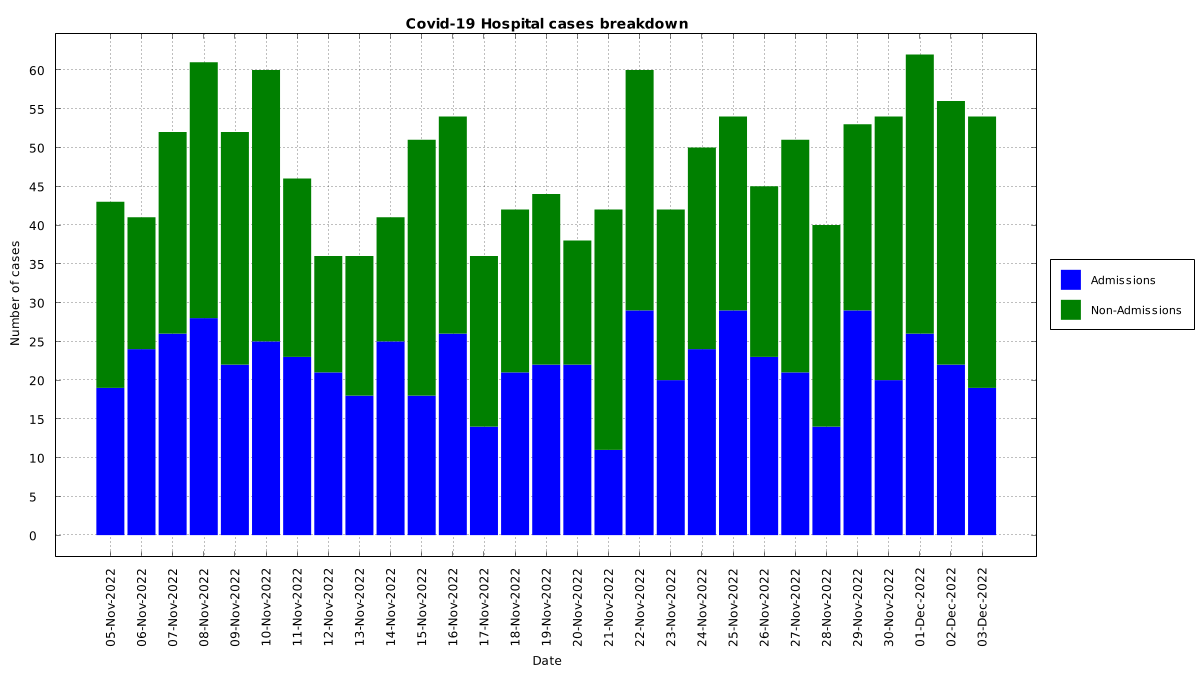 Covid-19 Hospital cases breakdown
Number of cases
60
55
50
45
40
35
30
25
20
15
10
5
0
05-Nov-2022
06-Nov-2022
07-Nov-2022
08-Nov-2022
09-Nov-2022
10-Nov-2022
11-Nov-2022
12-Nov-2022
13-Nov-2022
14-Nov-2022
15-Nov-2022
16-Nov-2022
17-Nov-2022
18-Nov-2022
19-Nov-2022
20-Nov-2022
21-Nov-2022
22-Nov-2022
23-Nov-2022
24-Nov-2022
25-Nov-2022
26-Nov-2022
27-Nov-2022
28-Nov-2022
29-Nov-2022
30-Nov-2022
01-Dec-2022
02-Dec-2022
03-Dec-2022
Date
Admissions
Non-Admissions